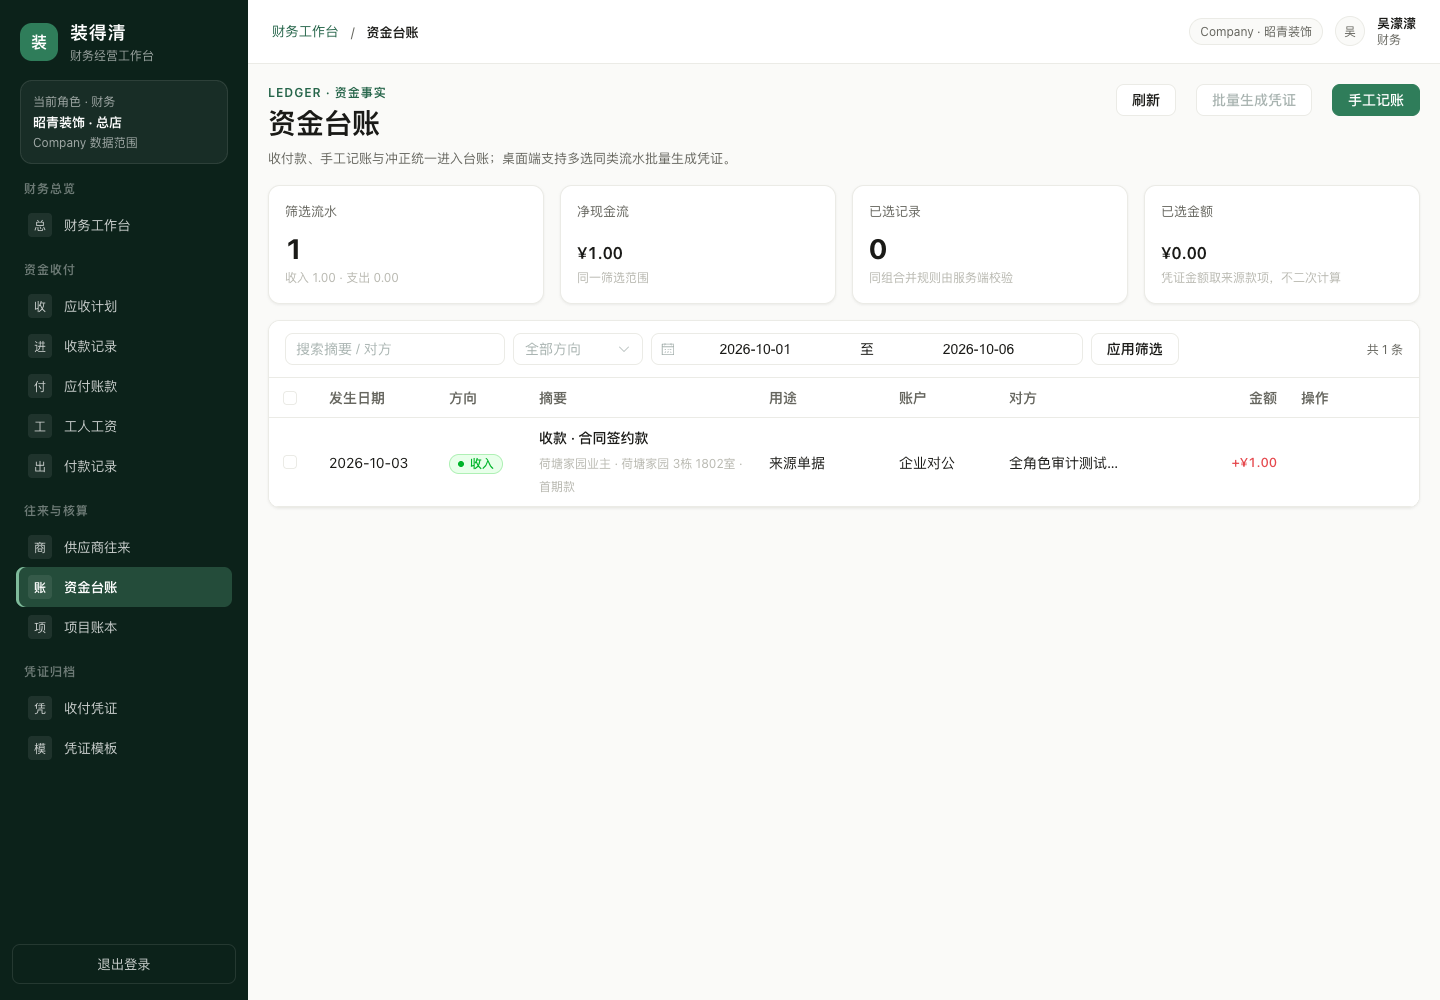 装
装得清
财务经营工作台
当前角色 · 财务
昭青装饰 · 总店
Company 数据范围
财务总览
总 财务工作台
资金收付
收 应收计划
进 收款记录
付 应付账款
工 工人工资
出 付款记录
往来与核算
商 供应商往来
账 资金台账
项 项目账本
凭证归档
凭 收付凭证
模 凭证模板
退出登录
财务工作台 / 资金台账
Company · 昭青装饰
吴
吴濛濛
财务
LEDGER · 资金事实
资金台账
收付款、手工记账与冲正统一进入台账；桌面端支持多选同类流水批量生成凭证。
刷新 批量生成凭证 手工记账
筛选流水
1
收入 1.00 · 支出 0.00
净现金流
¥1.00
同一筛选范围
已选记录
0
同组合并规则由服务端校验
已选金额
¥0.00
凭证金额取来源款项，不二次计算
搜索摘要 / 对方 全部方向 2026-10-01 至 2026-10-06 应用筛选 共 1 条
发生日期 方向 摘要 用途 账户 对方 金额 操作
收款 · 合同签约款
2026-10-03 收入 荷塘家园业主 · 荷塘家园 3栋 1802室 · 来源单据 企业对公 全角色审计测试... +¥1.00
首期款